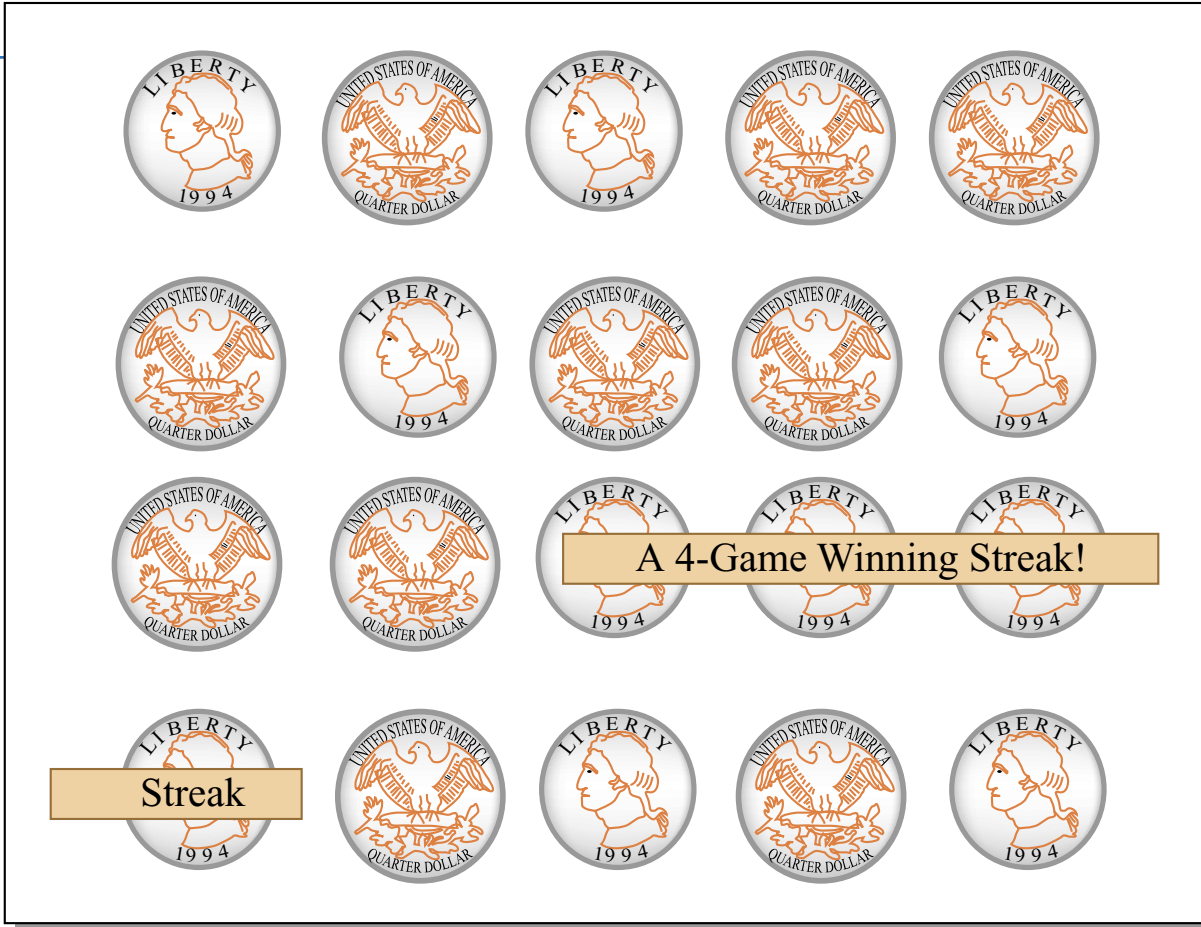 LIBERTY
1994
UNITED STATES OF AMERICA
QUARTER DOLLAR
LIBERTY
1994
UNITED STATES OF AMERICA
QUARTER DOLLAR
UNITED STATES OF AMERICA
QUARTER DOLLAR
UNITED STATES OF AMERICA
QUARTER DOLLAR
LIBERTY
1994
UNITED STATES OF AMERICA
QUARTER DOLLAR
UNITED STATES OF AMERICA
QUARTER DOLLAR
LIBERTY
1994
UNITED STATES OF AMERICA
QUARTER DOLLAR
UNITED STATES OF AMERICA
QUARTER DOLLAR
LIBERTY
1994
LIBERTY
1994
LIBERTY
1994
A 4-Game Winning Streak!
LIBERTY
Streak
1994
UNITED STATES OF AMERICA
QUARTER DOLLAR
LIBERTY
1994
UNITED STATES OF AMERICA
QUARTER DOLLAR
LIBERTY
1994